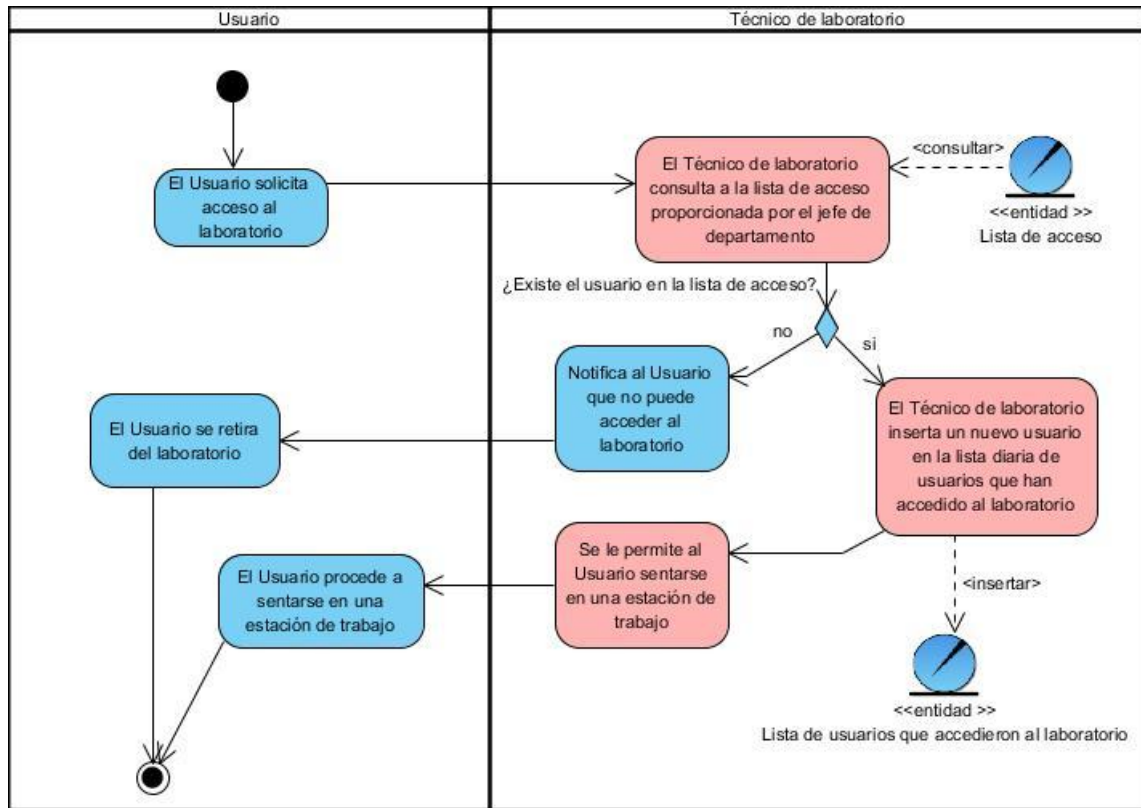 Usuario
Técnico de laboratorio
El Usuario solicita
acceso al
laboratorio
El Técnico de laboratorio
consulta a la lista de acceso
proporcionada por el jefe de
departamento
<consultar>
<<entidad >>
Lista de acceso
¿Existe el usuario en la lista de acceso?
no
si
Notifica al Usuario
que no puede
acceder al
laboratorio
El Técnico de laboratorio
inserta un nuevo usuario
en la lista diaria de
usuarios que han
accedido al laboratorio
El Usuario se retira
del laboratorio
Se le permite al
Usuario sentarse
en una estación de
trabajo
El Usuario procede a
sentarse en una
estación de trabajo
<insertar>
<<entidad >>
Lista de usuarios que accedieron al laboratorio